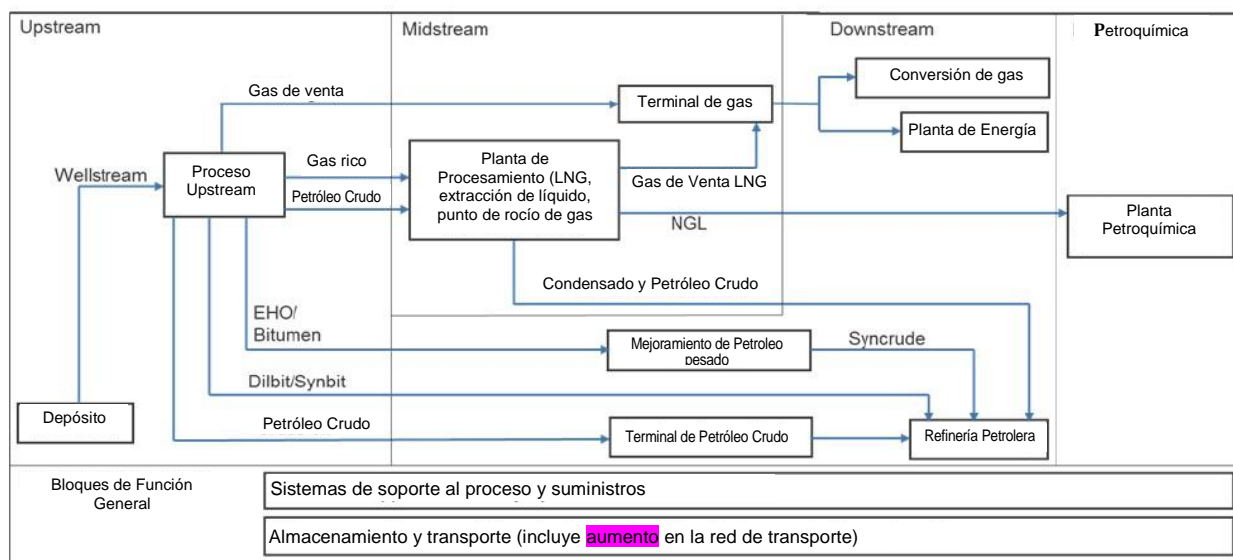 Upstream
Midstream
Downstream
Petroquímica
Gas de venta
Terminal de gas
Conversión de gas
Planta de Energía
Wellstream
Proceso
Upstream
Gas rico
Petróleo Crudo
Planta de
Procesamiento (LNG,
extracción de líquido,
punto de rocío de gas
Gas de Venta LNG
NGL
Planta
Petroquímica
Condensado y Petróleo Crudo
EHO/
Bitumen
Mejoramiento de Petroleo
pesado
Syncrude
Dilbit/Synbit
Depósito
Petróleo Crudo
Terminal de Petróleo Crudo
Refinería Petrolera
Bloques de Función
General
Sistemas de soporte al proceso y suministros
Almacenamiento y transporte (incluye aumento en la red de transporte)